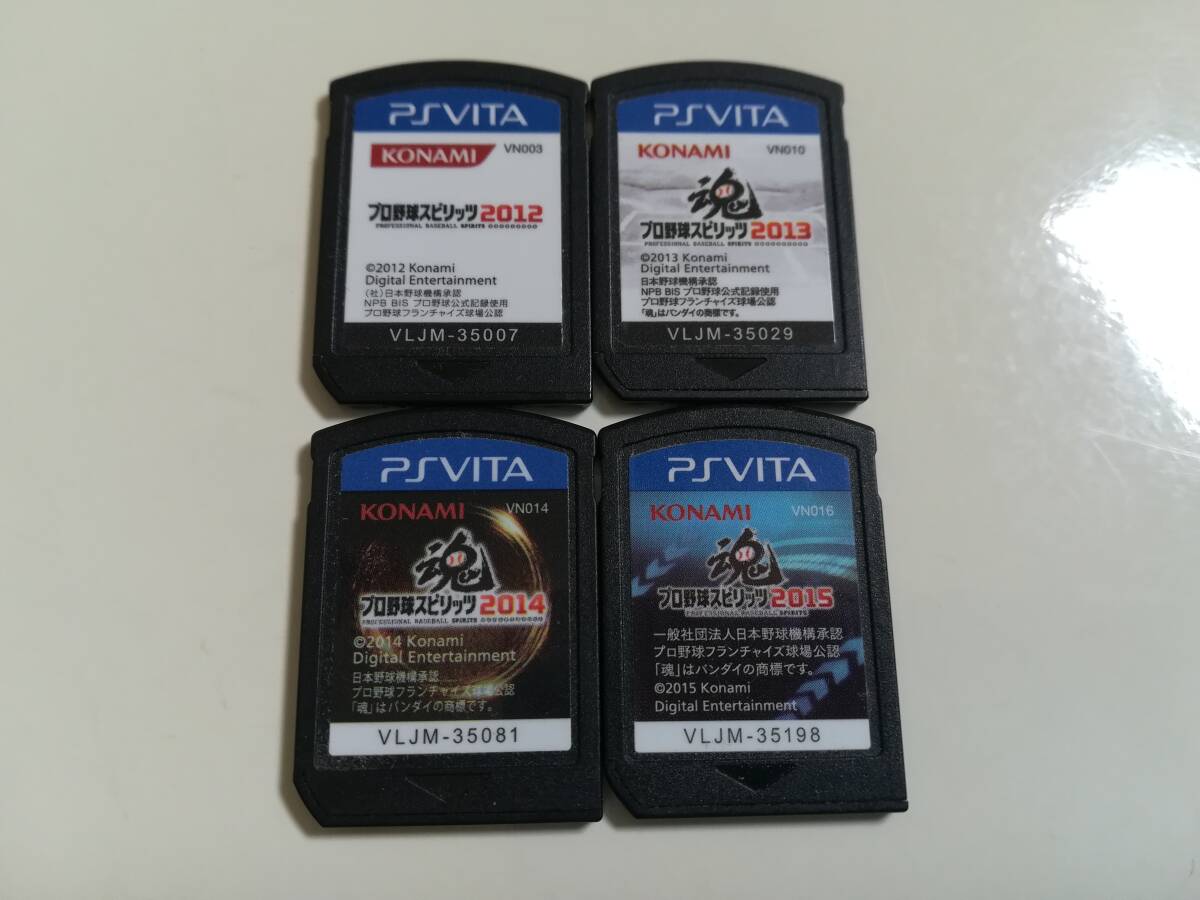 PSVITA
KONAMI VN003
プロ野球スピリッツ2012
PROFESSIONAL BASEBALL SPIRITS
©2012 Konami
Digital Entertainment
(社)日本野球機構承認
NPB BIS プロ野球公式記録使用
プロ野球フランチャイズ球場公認
VLJM-35007
PSVITA
KONAMI VN010
魂
プロ野球スピリッツ2013
PROFESSIONAL BASEBALL SPIRITS
©2013 Konami
Digital Entertainment
日本野球機構承認
NPB BIS プロ野球公式記録使用
プロ野球フランチャイズ球場公認
「魂」はバンダイの商標です。
VLJM-35029
PSVITA
KONAMI VN014
魂
プロ野球スピリッツ2014
PROFESSIONAL BASEBALL SPIRITS
©2014 Konami
Digital Entertainment
日本野球機構承認
プロ野球フランチャイズ球場公認
「魂」はバンダイの商標です。
VLJM-35081
PSVITA
KONAMI VN016
魂
プロ野球スピリッツ2015
PROFESSIONAL BASEBALL SPIRITS
一般社団法人日本野球機構承認
プロ野球フランチャイズ球場公認
「魂」はバンダイの商標です。
©2015 Konami
Digital Entertainment
VLJM-35198